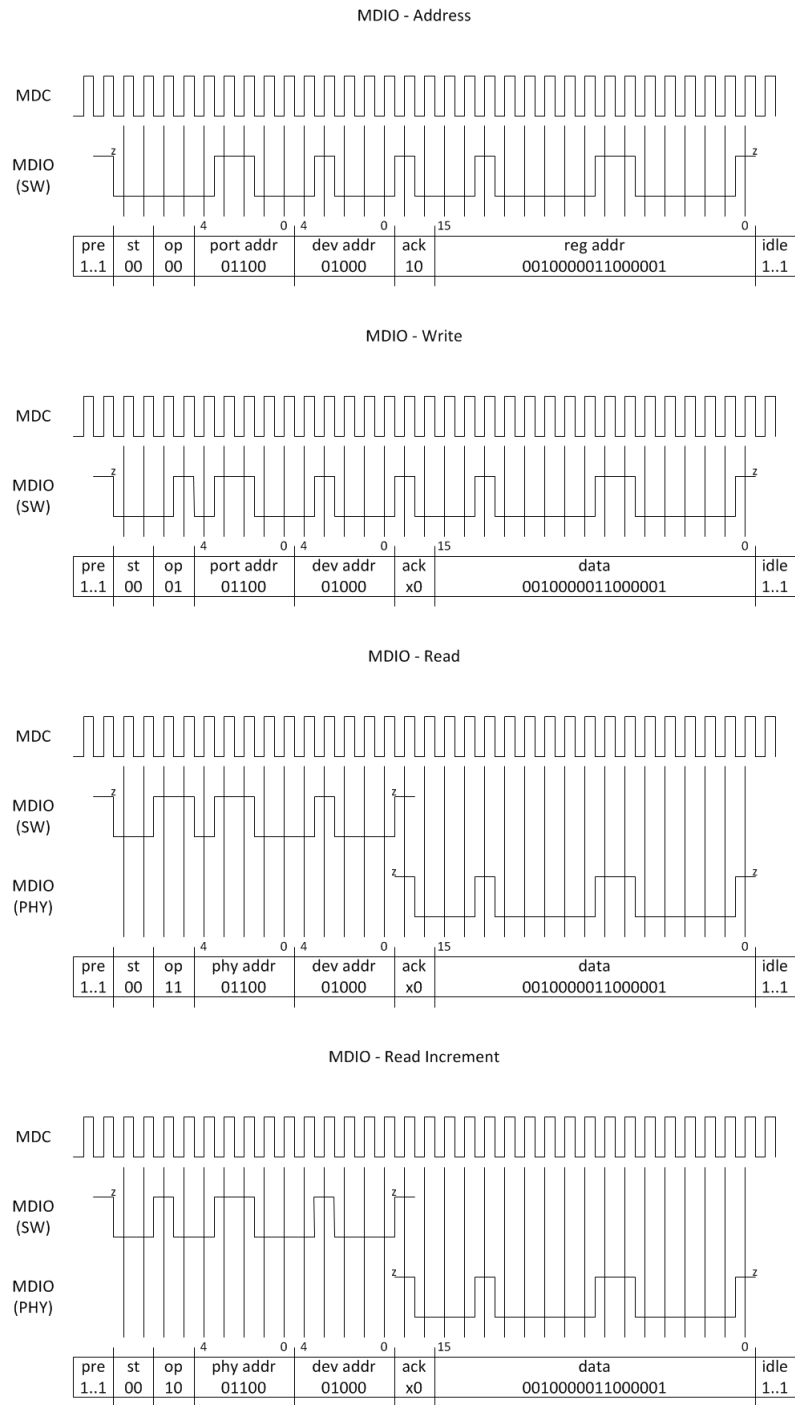 MDIO - Address
MDC
z z
MDIO
(SW)
4 0 4 0 15 0
pre st op port addr dev addr ack reg addr idle
1..1 00 00 01100 01000 10 0010000011000001 1..1
MDIO - Write
MDC
z z
MDIO
(SW)
4 0 4 0 15 0
pre st op port addr dev addr ack data idle
1..1 00 01 01100 01000 x0 0010000011000001 1..1
MDIO - Read
MDC
z z
MDIO
(SW)
z z
MDIO
(PHY)
4 0 4 0 15 0
pre st op phy addr dev addr ack data idle
1..1 00 11 01100 01000 x0 0010000011000001 1..1
MDIO - Read Increment
MDC
z z
MDIO
(SW)
z z
MDIO
(PHY)
4 0 4 0 15 0
pre st op phy addr dev addr ack data idle
1..1 00 10 01100 01000 x0 0010000011000001 1..1